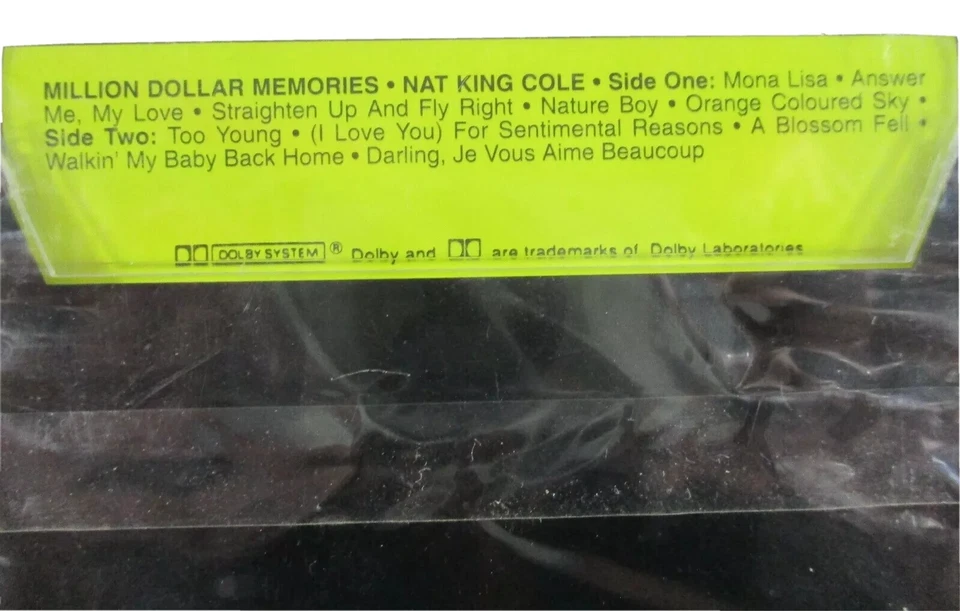 MILLION DOLLAR MEMORIES • NAT KING COLE • Side One: Mona Lisa • Answer
Me, My Love • Straighten Up And Fly Right • Nature Boy • Orange Coloured Sky •
Side Two: Too Young • (I Love You) For Sentimental Reasons • A Blossom Fell •
Walkin' My Baby Back Home • Darling, Je Vous Aime Beaucoup
DOLBY SYSTEM ® Dolby and are trademarks of Dolby Laboratories